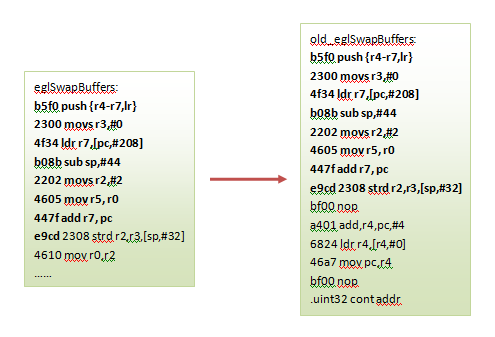 eglSwapBuffers:
b5f0 push {r4-r7,lr}
2300 movs r3,#0
4f34 ldr r7,[pc,#208]
b08b sub sp,#44
2202 movs r2,#2
4605 mov r5, r0
447f add r7, pc
e9cd 2308 strd r2,r3,[sp,#32]
4610 mov r0,r2
......
old_eglSwapBuffers:
b5f0 push {r4-r7,lr}
2300 movs r3,#0
4f34 ldr r7,[pc,#208]
b08b sub sp,#44
2202 movs r2,#2
4605 mov r5, r0
447f add r7, pc
e9cd 2308 strd r2,r3,[sp,#32]
bf00 nop
a401 add,r4,pc,#4
6824 ldr r4,[r4,#0]
46a7 mov pc,r4
bf00 nop
.uint32 cont addr